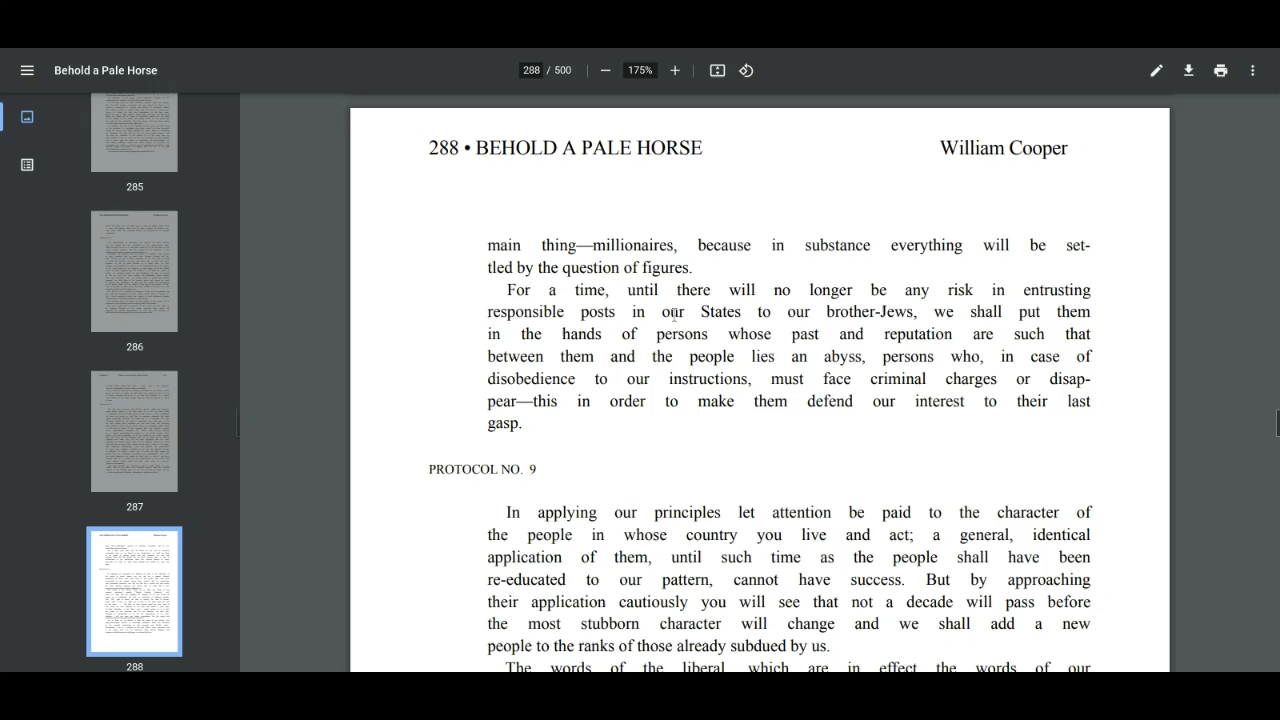 Behold a Pale Horse
288 / 500
175%
285
286
287
288
288 • BEHOLD A PALE HORSE
William Cooper
main thing—millionaires, because in substance everything will be set-
tled by the question of figures.
For a time, until there will no longer be any risk in entrusting
responsible posts in our States to our brother-Jews, we shall put them
in the hands of persons whose past and reputation are such that
between them and the people lies an abyss, persons who, in case of
disobedience to our instructions, must face criminal charges or disap-
pear—this in order to make them defend our interest to their last
gasp.
PROTOCOL NO. 9
In applying our principles let attention be paid to the character of
the people in whose country you live and act; a general, identical
application of them, until such time as the people shall have been
re-educated to our pattern, cannot have success. But by approaching
their application cautiously you will see that not a decade will pass before
the most stubborn character will change and we shall add a new
people to the ranks of those already subdued by us.
The words of the liberal, which are in effect the words of our